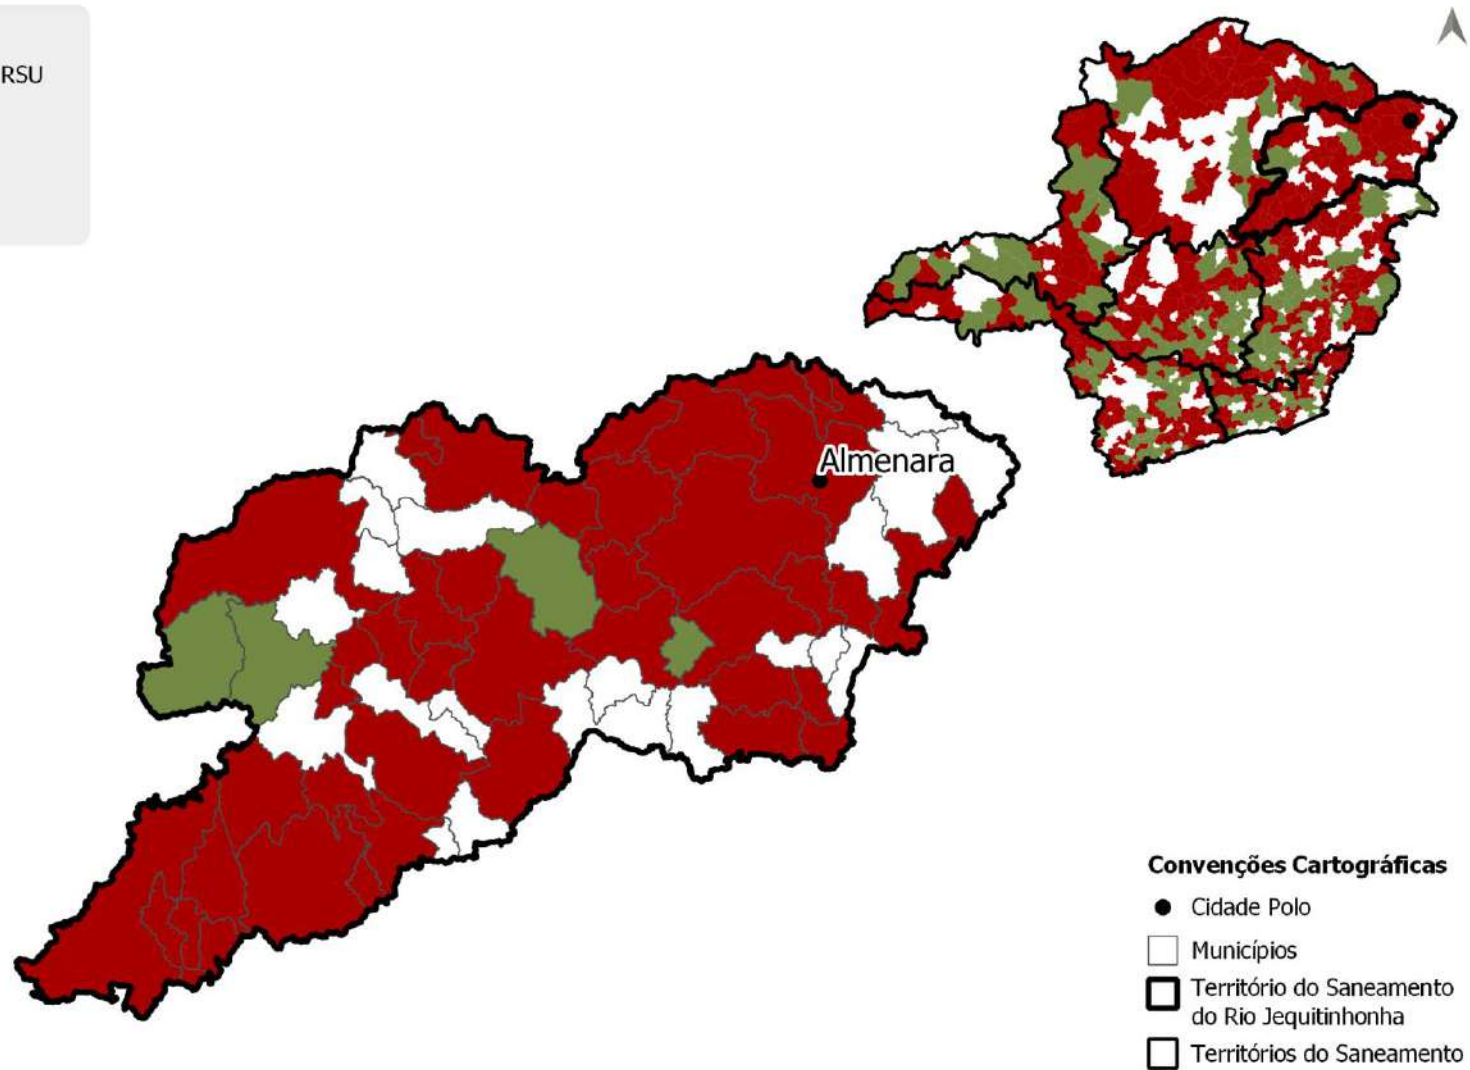 RSU
Almenara
Convenções Cartográficas
Cidade Polo
Municípios
Território do Saneamento
do Rio Jequitinhonha
Territórios do Saneamento